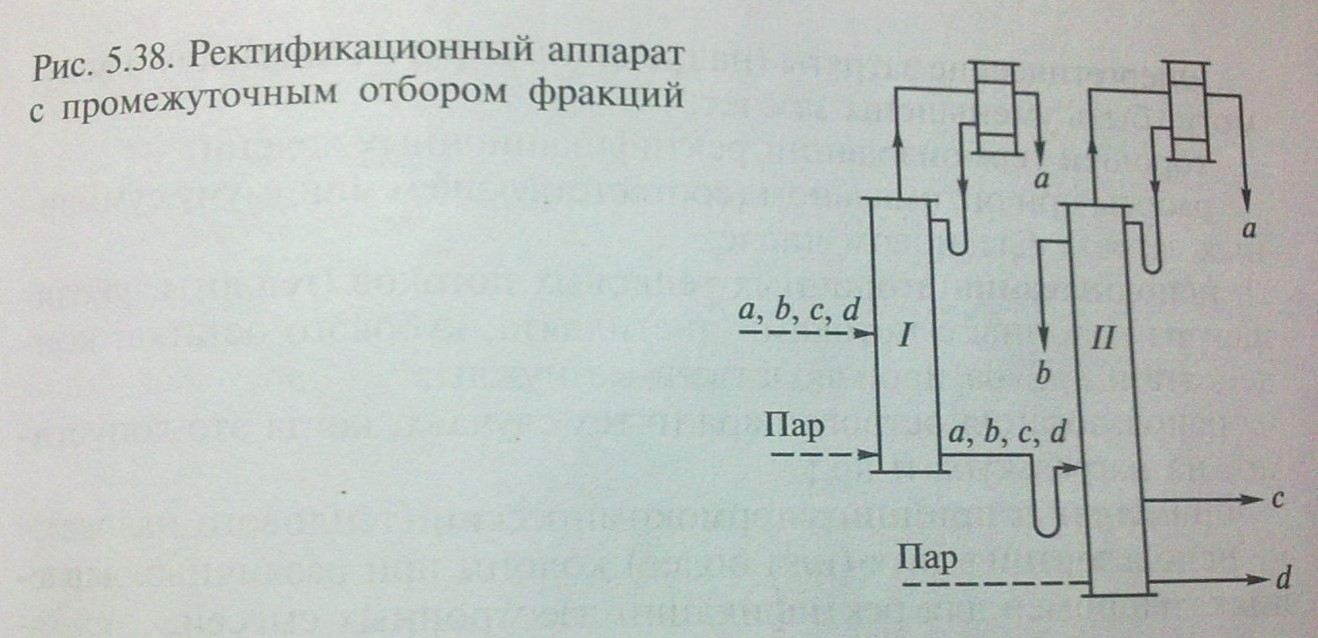 Рис. 5.38. Ректификационный аппарат
с промежуточным отбором фракций
a
a
a, b, c, d
I
II
b
Пар
a, b, c, d
c
Пар
d